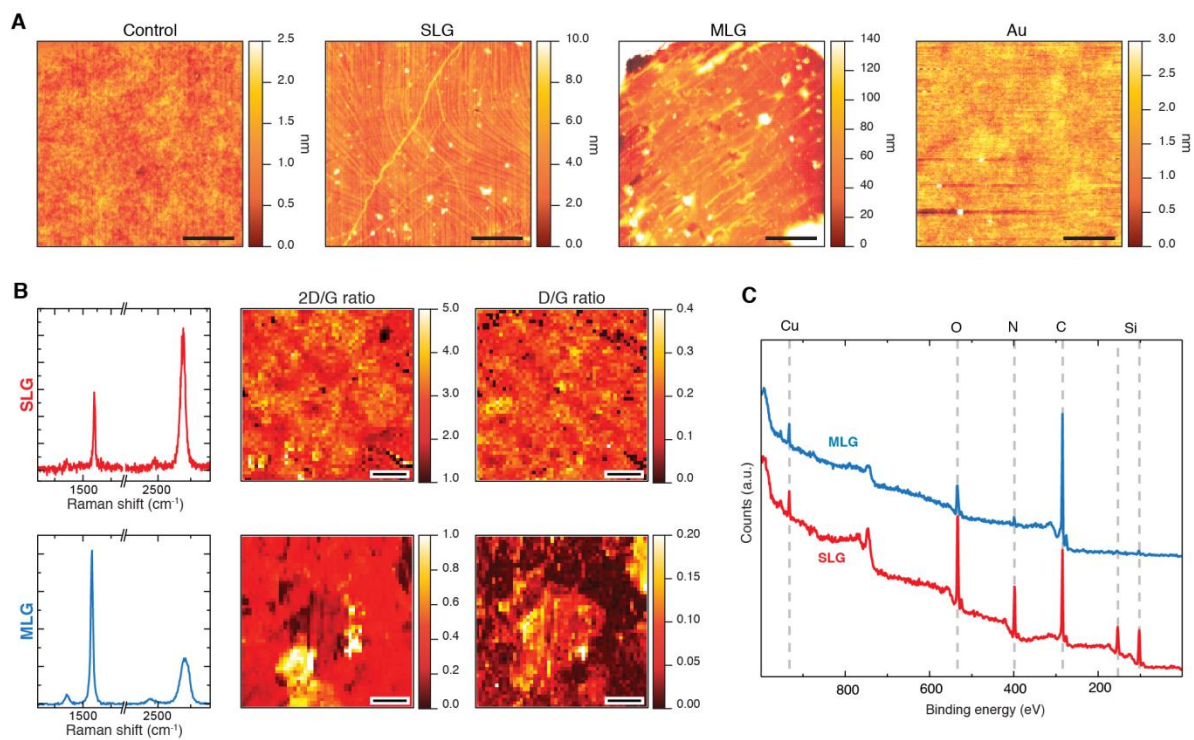 A
Control
SLG
MLG
Au
2.5
2.0
1.5
1.0
0.5
0.0
nm
10.0
8.0
6.0
4.0
2.0
0.0
nm
140
120
100
80
60
40
20
0
nm
3.0
2.5
2.0
1.5
1.0
0.5
0.0
nm
B
SLG
1500
2500
Raman shift (cm-1)
2D/G ratio
5.0
4.0
3.0
2.0
1.0
D/G ratio
0.4
0.3
0.2
0.1
0.0
MLG
1500
2500
Raman shift (cm-1)
1.0
0.8
0.6
0.4
0.2
0.0
0.20
0.15
0.10
0.05
0.00
C
Cu
O
N
C
Si
MLG
SLG
Counts (a.u.)
800
600
400
200
Binding energy (eV)